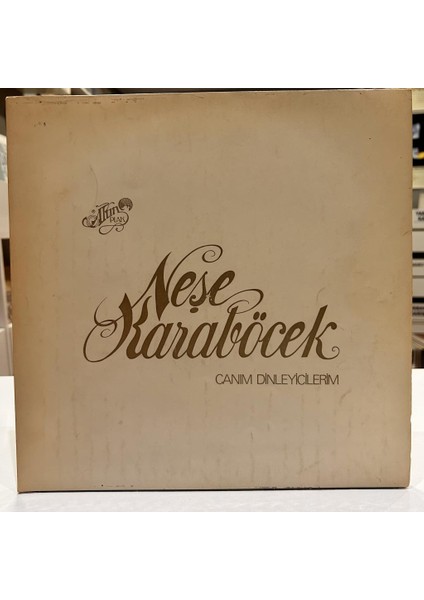 Altın
PLAK
Neşe
Karaböcek
CANIM DİNLEYİCİLERİM